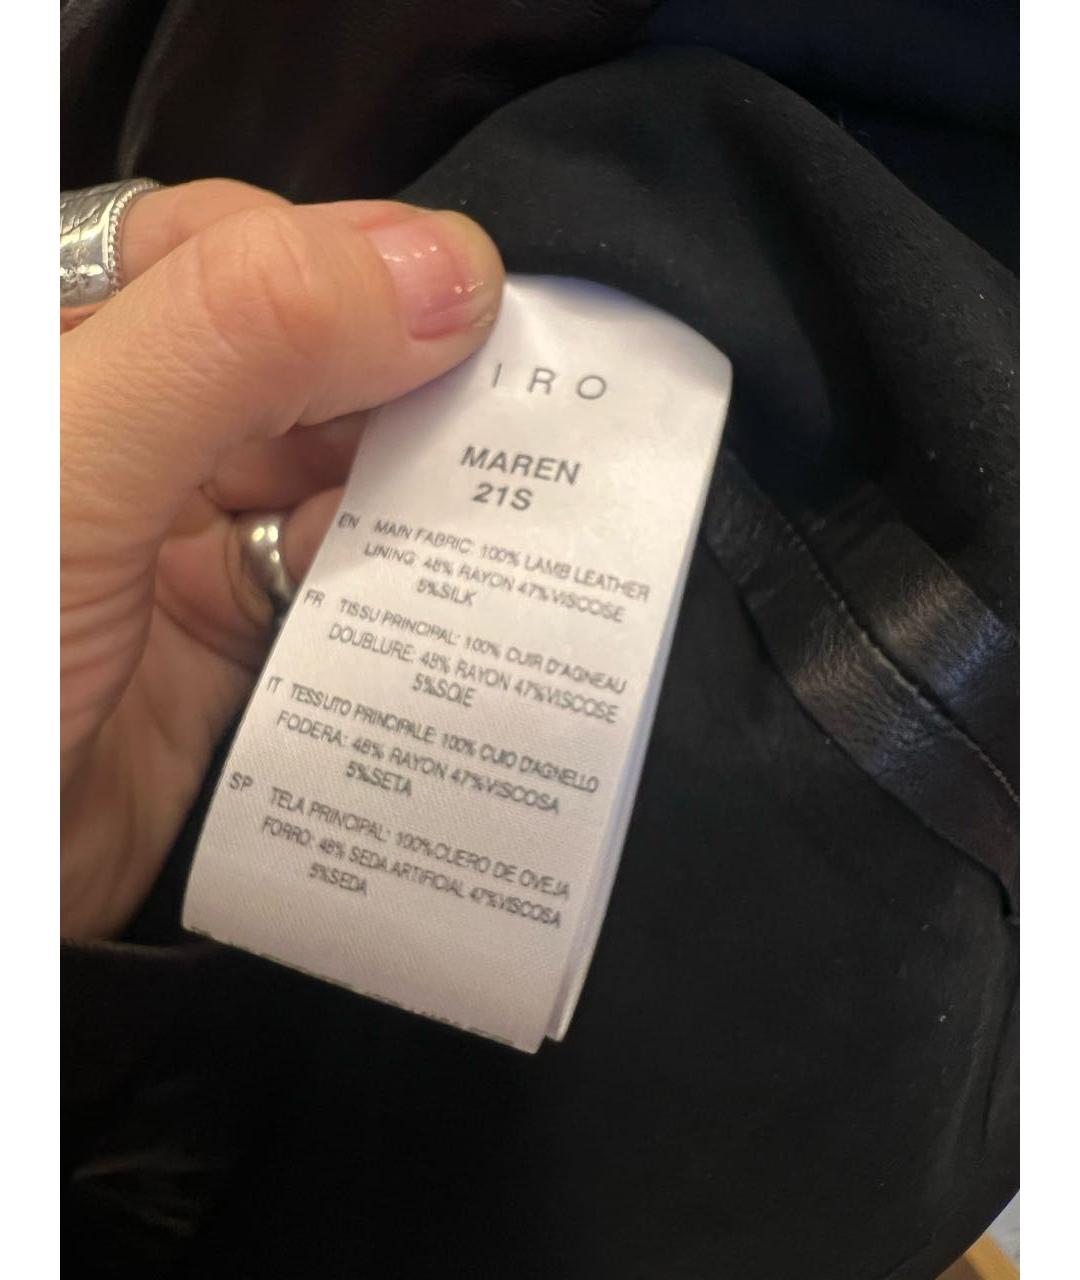 IRO
MAREN
21S
EN MAIN FABRIC: 100% LAMB LEATHER
LINING: 48% RAYON 47%VISCOSE
5%SILK
FR TISSU PRINCIPAL: 100% CUIR D'AGNEAU
DOUBLURE: 48% RAYON 47%VISCOSE
5%SOIE
IT TESSUTO PRINCIPALE: 100% CUIO D'AGNELLO
FODERA: 48% RAYON 47%VISCOSA
5%SETA
SP TELA PRINCIPAL: 100%CUERO DE OVEJA
FORRO: 48% SEDA ARTIFICIAL 47%VISCOSA
5%SEDA